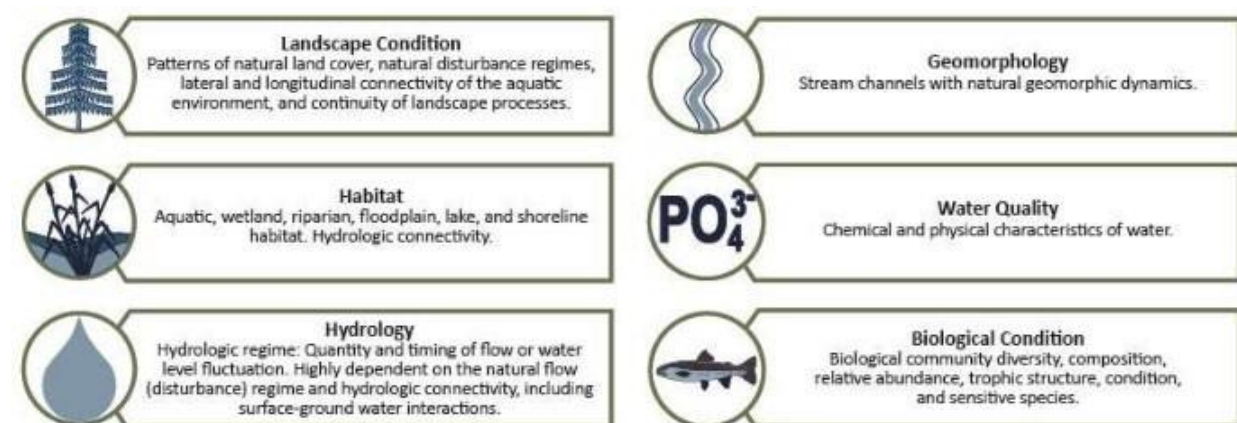 Landscape Condition
Patterns of natural land cover, natural disturbance regimes,
lateral and longitudinal connectivity of the aquatic
environment, and continuity of landscape processes.
Geomorphology
Stream channels with natural geomorphic dynamics.
Habitat
Aquatic, wetland, riparian, floodplain, lake, and shoreline
habitat. Hydrologic connectivity.
PO₄³⁻
Water Quality
Chemical and physical characteristics of water.
Hydrology
Hydrologic regime: Quantity and timing of flow or water
level fluctuation. Highly dependent on the natural flow
(disturbance) regime and hydrologic connectivity, including
surface-ground water interactions.
Biological Condition
Biological community diversity, composition,
relative abundance, trophic structure, condition,
and sensitive species.